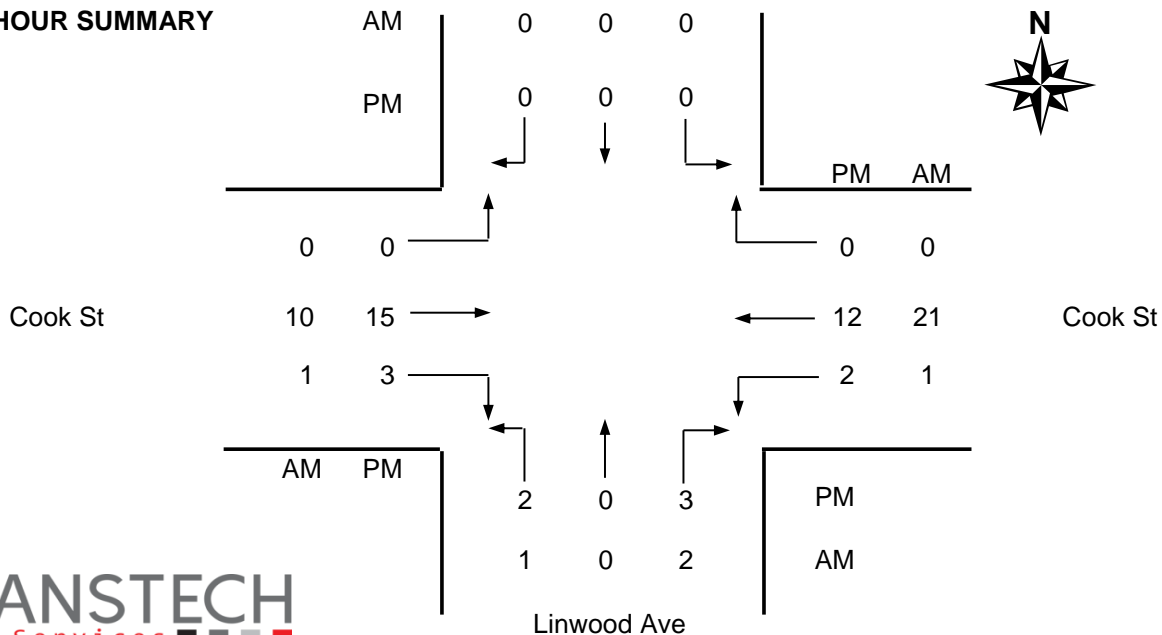 HOUR SUMMARY AM 0 0 0 N
PM 0 0 0
PM AM
0 0 0 0
Cook St 10 15 12 21 Cook St
1 3 2 1
AM PM
2 0 3 PM
1 0 2 AM
ANSTECH
Services
Linwood Ave